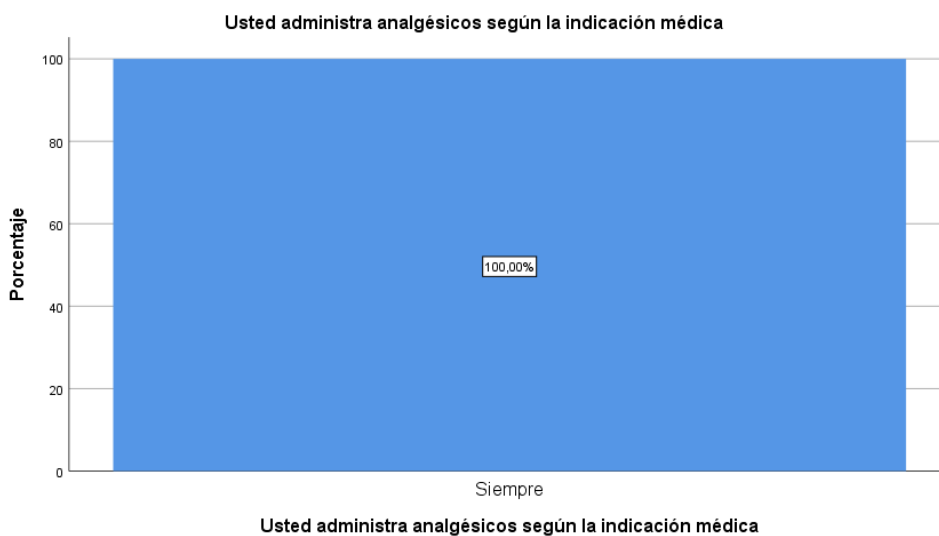 Usted administra analgésicos según la indicación médica
100
80
60
40
20
0
Porcentaje
100,00%
Siempre
Usted administra analgésicos según la indicación médica